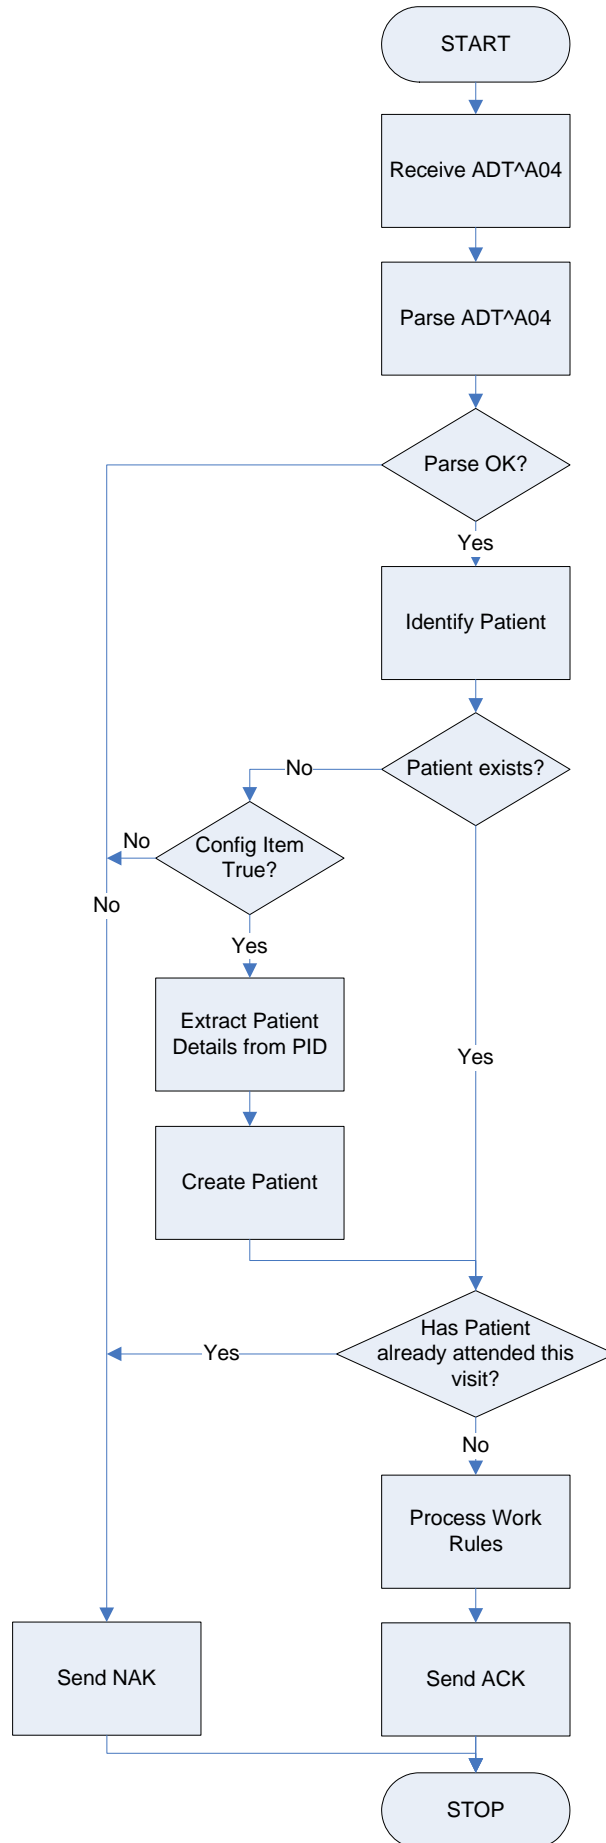 START
Receive ADT^A04
Parse ADT^A04
Parse OK?
Yes
Identify Patient
Patient exists?
No
Config Item
True?
No
No
Yes
Extract Patient
Details from PID
Yes
Create Patient
Has Patient
already attended this
visit?
Yes
No
Process Work
Rules
Send NAK
Send ACK
STOP